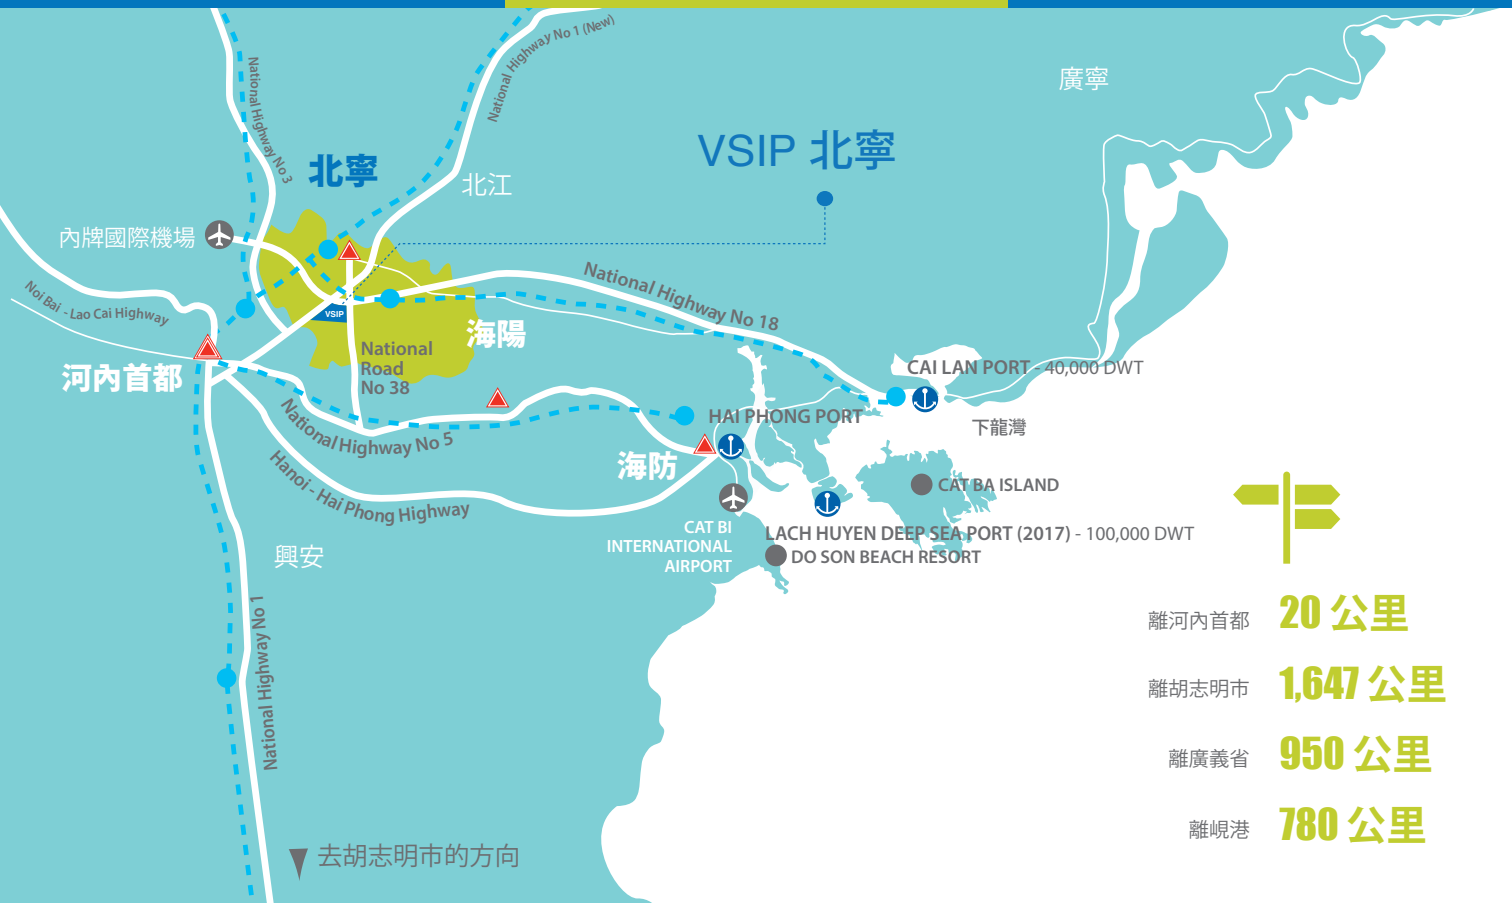 National Highway No 1 (New)
National Highway No 3
廣寧
VSIP 北寧
北寧
北江
內牌國際機場
National Highway No 18
Noi Bai - Lao Cai Highway
VSIP
海陽
National
Road
No 38
河內首都
CAI LAN PORT - 40,000 DWT
HAI PHONG PORT
下龍灣
National Highway No 5
海防
Hanoi - Hai Phong Highway
CAT BA ISLAND
CAT BI
INTERNATIONAL
AIRPORT
LACH HUYEN DEEP SEA PORT (2017) - 100,000 DWT
DO SON BEACH RESORT
興安
National Highway No 1
離河內首都 20 公里
離胡志明市 1,647 公里
離廣義省 950 公里
離峴港 780 公里
去胡志明市的方向